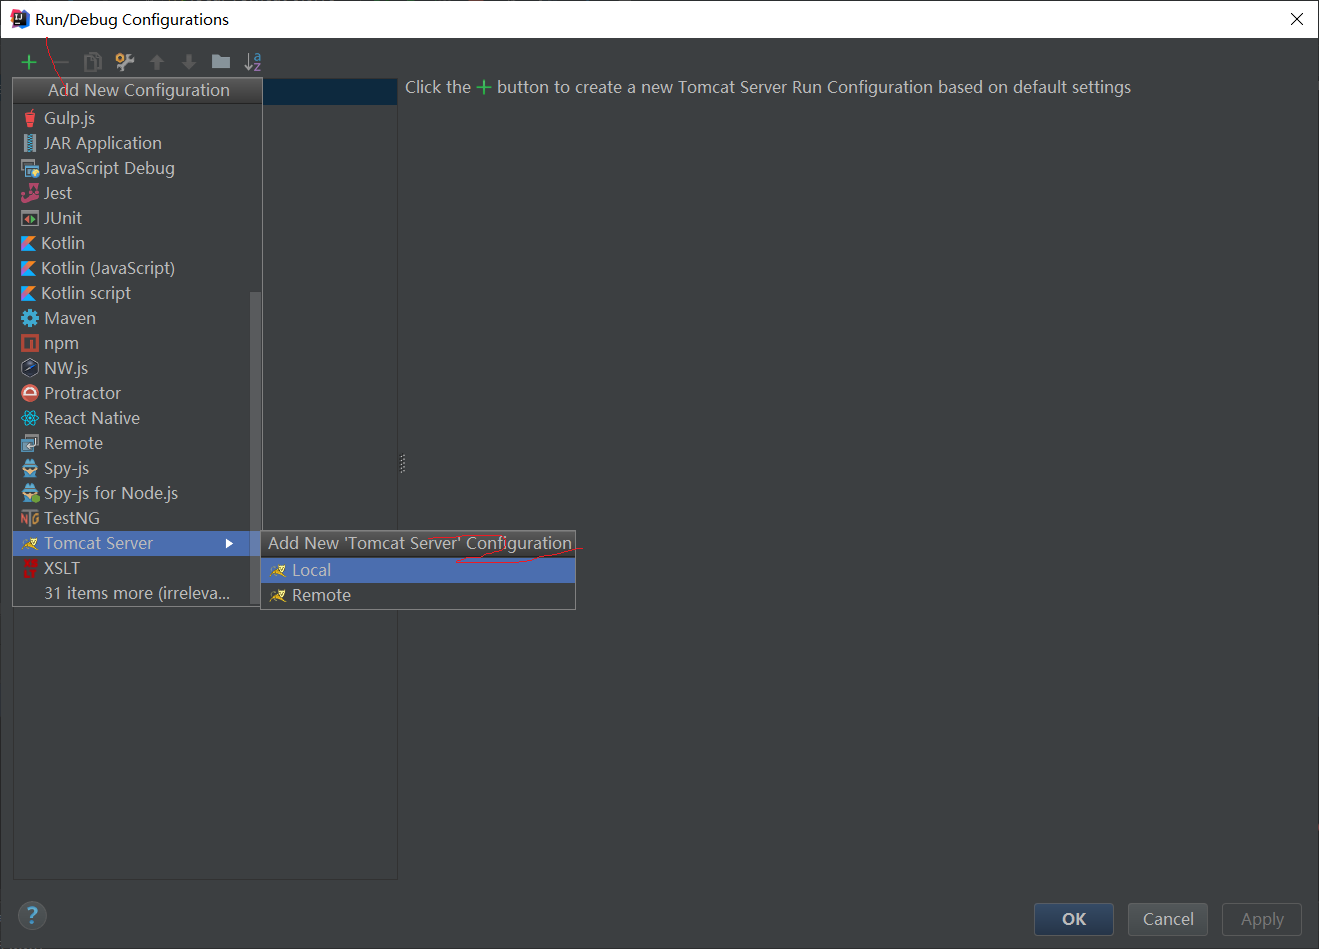 Run/Debug Configurations
Add New Configuration
Click the + button to create a new Tomcat Server Run Configuration based on default settings
Gulp.js
JAR Application
JavaScript Debug
Jest
JUnit
Kotlin
Kotlin (JavaScript)
Kotlin script
Maven
npm
NW.js
Protractor
React Native
Remote
Spy-js
Spy-js for Node.js
TestNG
Tomcat Server
XSLT
31 items more (irreleva...
Add New 'Tomcat Server' Configuration
Local
Remote
?
OK
Cancel
Apply